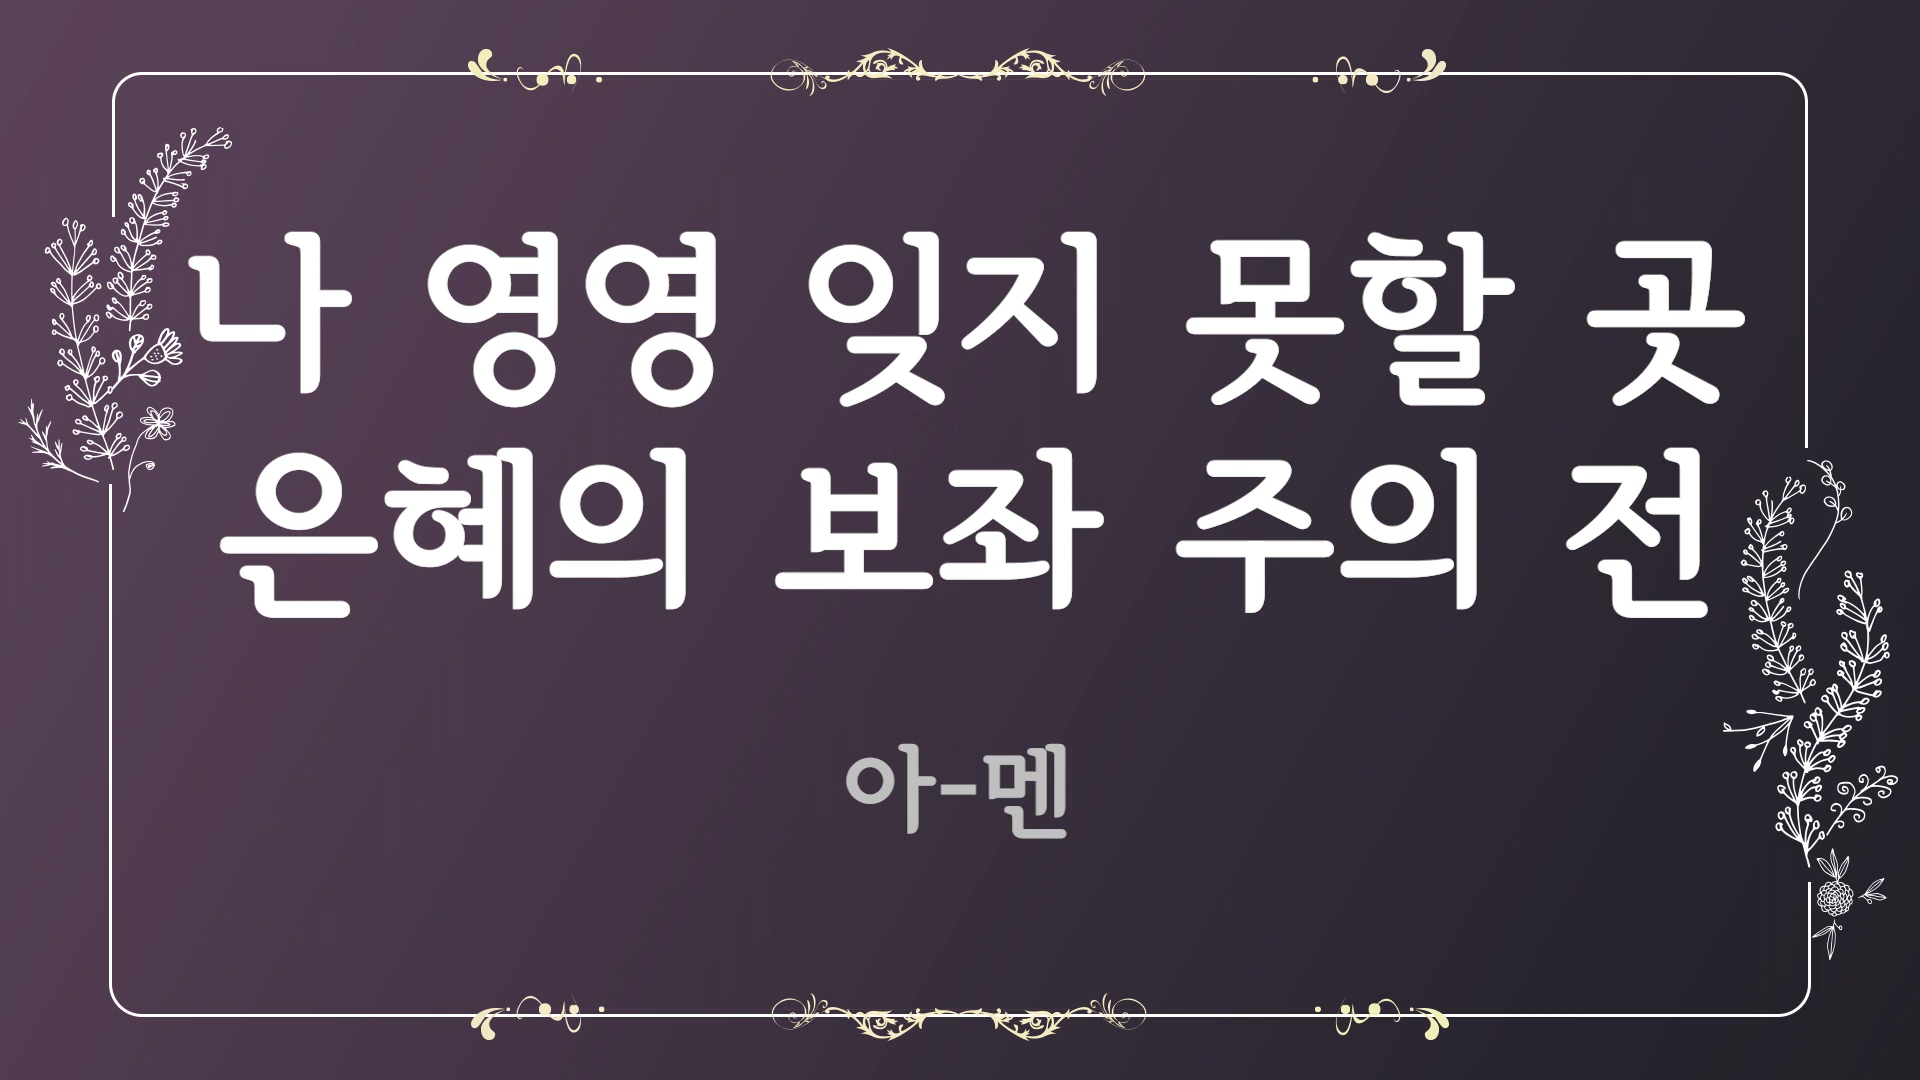 나 영영 잊지 못할 곳
은혜의 보좌 주의 전
아-멘